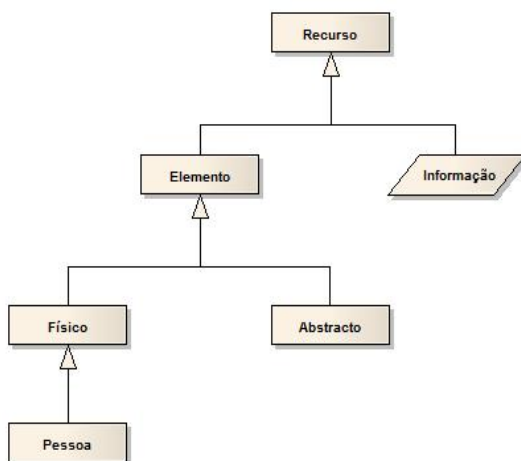 Recurso
Elemento
Informação
Físico
Abstracto
Pessoa